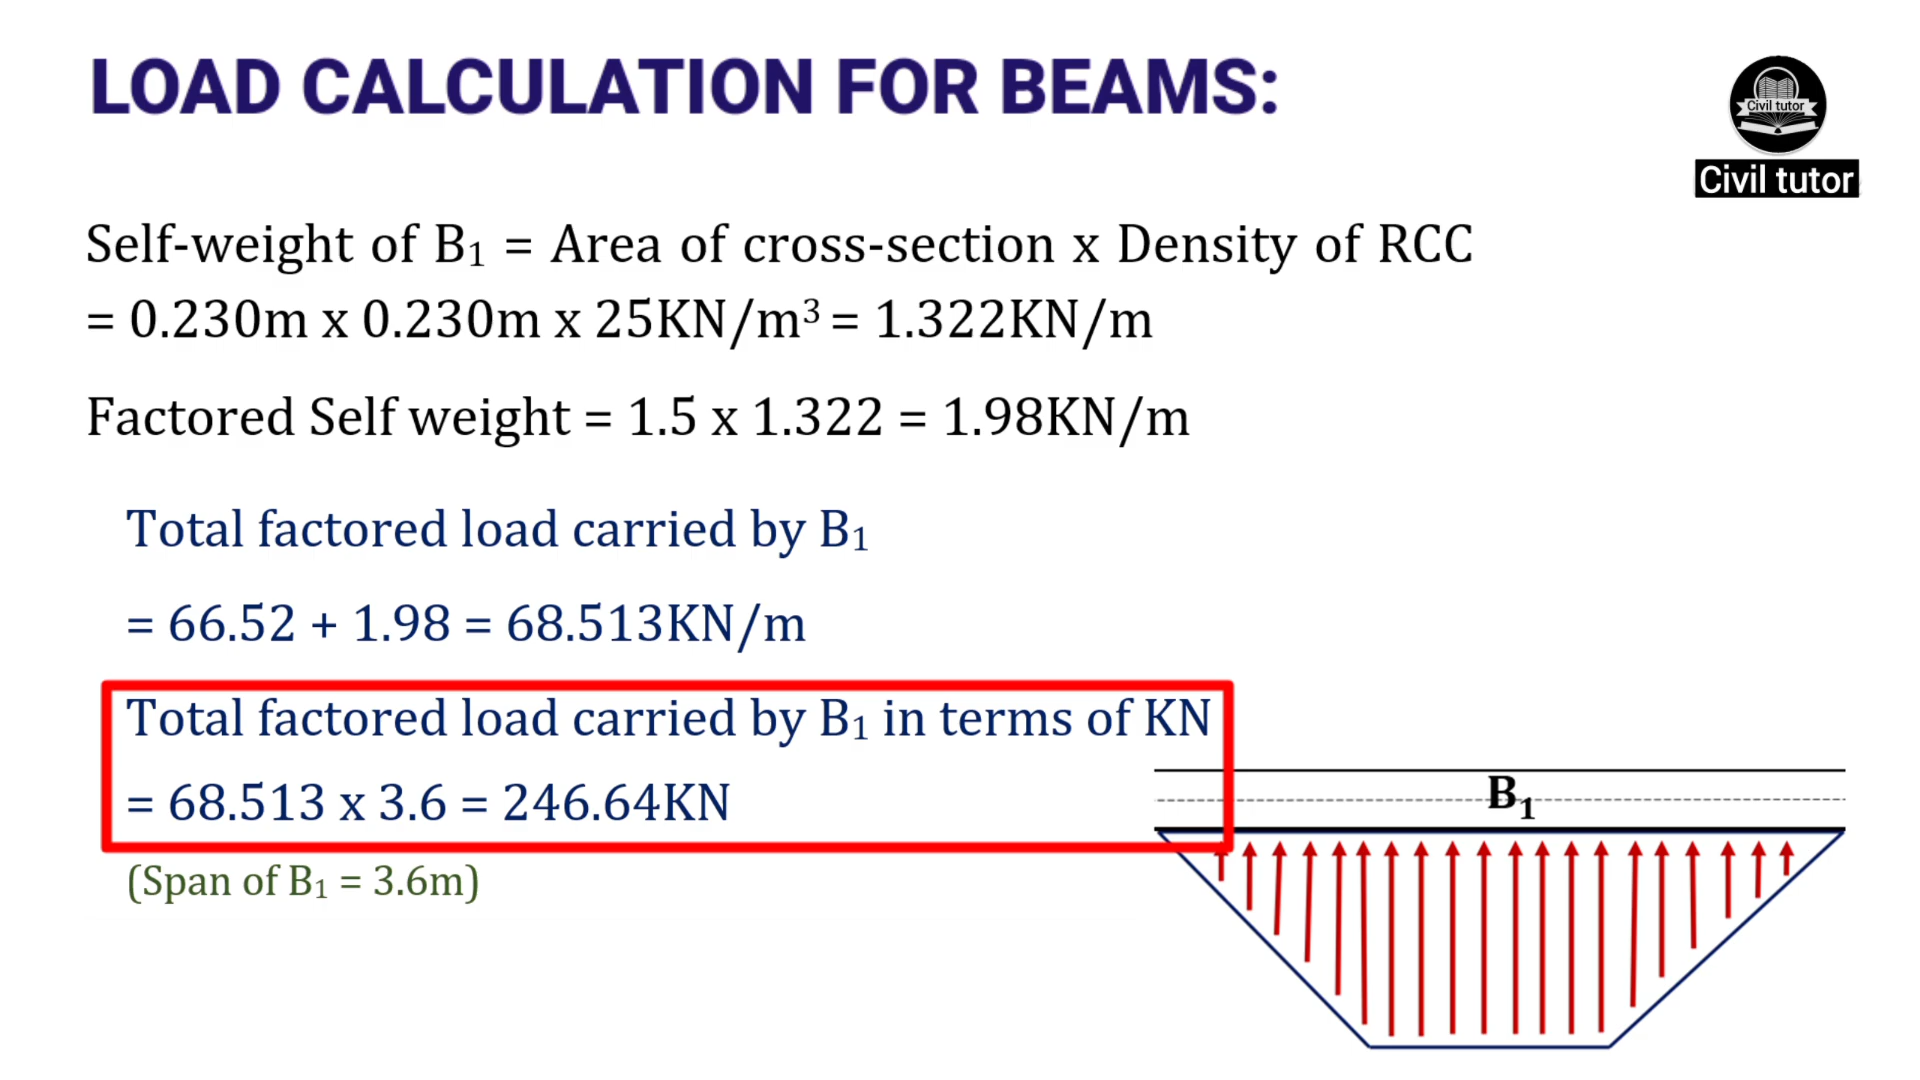 LOAD CALCULATION FOR BEAMS:
Civil tutor
Civil tutor
Self-weight of B₁ = Area of cross-section x Density of RCC
= 0.230m x 0.230m x 25KN/m³ = 1.322KN/m
Factored Self weight = 1.5 x 1.322 = 1.98KN/m
Total factored load carried by B₁
= 66.52 + 1.98 = 68.513KN/m
Total factored load carried by B₁ in terms of KN
= 68.513 x 3.6 = 246.64KN
(Span of B₁ = 3.6m)
B₁